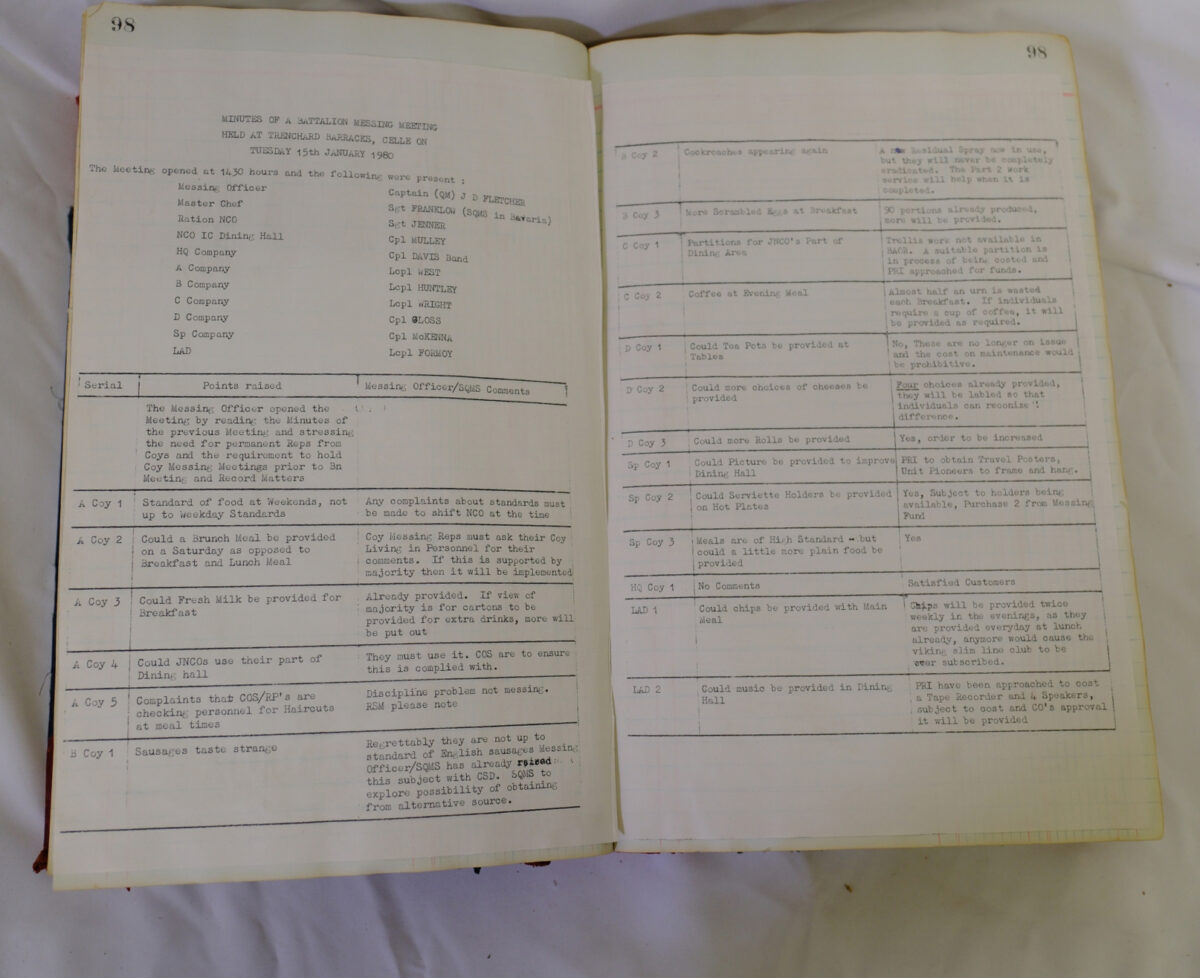 98
MINUTES OF A BATTALION MESSING MEETING
HELD AT TRENCHARD BARRACKS, CELLE ON
TUESDAY 15th JANUARY 1980
The Meeting opened at 1430 hours and the following were present :
Messing Officer Captain (QM) J D FLETCHER
Master Chef Sgt FRANKLOW (SQMS in Bavaria)
Ration NCO Sgt JENNER
NCO IC Dining Hall Cpl MULLEY
HQ Company Cpl DAVIS Band
A Company Lcpl WEST
B Company Lcpl HUNTLEY
C Company Lcpl WRIGHT
D Company Cpl GLOSS
Sp Company Cpl McKENNA
LAD Lcpl FORMOY
Serial Points raised Messing Officer/SQMS Comments
The Messing Officer opened the
Meeting by reading the Minutes of
the previous Meeting and stressing
the need for permanent Reps from
Coys and the requirement to hold
Coy Messing Meetings prior to Bn
Meeting and Record Matters
A Coy 1 Standard of food at Weekends, not Any complaints about standards must
up to Weekday Standards be made to shift NCO at the time
A Coy 2 Could a Brunch Meal be provided Coy Messing Reps must ask their Coy
on a Saturday as opposed to Living in Personnel for their
Breakfast and Lunch Meal comments. If this is supported by
majority then it will be implemented
A Coy 3 Could Fresh Milk be provided for Already provided. If view of
Breakfast majority is for cartons to be
provided for extra drinks, more will
be put out
A Coy 4 Could JNCOs use their part of They must use it. COS are to ensure
Dining hall this is complied with.
A Coy 5 Complaints that COS/RP's are Discipline problem not messing.
checking personnel for Haircuts RSM please note
at meal times
B Coy 1 Sausages taste strange Regrettably they are not up to
standard of English sausages Messing
Officer/SQMS has already raised
this subject with CSD. SQMS to
explore possibility of obtaining
from alternative source.
98
B Coy 2 Cockroaches appearing again A new Residual Spray now in use,
but they will never be completely
eradicated. The Part 2 work
service will help when it is
completed.
B Coy 3 More Scrambled Eggs at Breakfast 90 portions already produced,
more will be provided.
C Coy 1 Partitions for JNCO's Part of Trellis work not available in
Dining Area BAOR. A suitable partition is
in process of being costed and
PRI approached for funds.
C Coy 2 Coffee at Evening Meal Almost half an urn is wasted
each Breakfast. If individuals
require a cup of coffee, it will
be provided as required.
D Coy 1 Could Tea Pots be provided at No, These are no longer on issue
Tables and the cost on maintenance would
be prohibitive.
D Coy 2 Could more choices of cheeses be Four choices already provided,
provided they will be labled so that
individuals can reconize
difference.
D Coy 3 Could more Rolls be provided Yes, order to be increased
Sp Coy 1 Could Picture be provided to improve PRI to obtain Travel Posters,
Dining Hall Unit Pioneers to frame and hang.
Sp Coy 2 Could Serviette Holders be provided Yes, Subject to holders being
on Hot Plates available, Purchase 2 from Messing
Fund
Sp Coy 3 Meals are of High Standard - but Yes
could a little more plain food be
provided
HQ Coy 1 No Comments Satisfied Customers
LAD 1 Could chips be provided with Main Chips will be provided twice
Meal weekly in the evenings, as they
are provided everyday at lunch
already, anymore would cause the
viking slim line club to be
over subscribed.
LAD 2 Could music be provided in Dining PRI have been approached to cost
Hall a Tape Recorder and 4 Speakers,
subject to cost and CO's approval
it will be provided